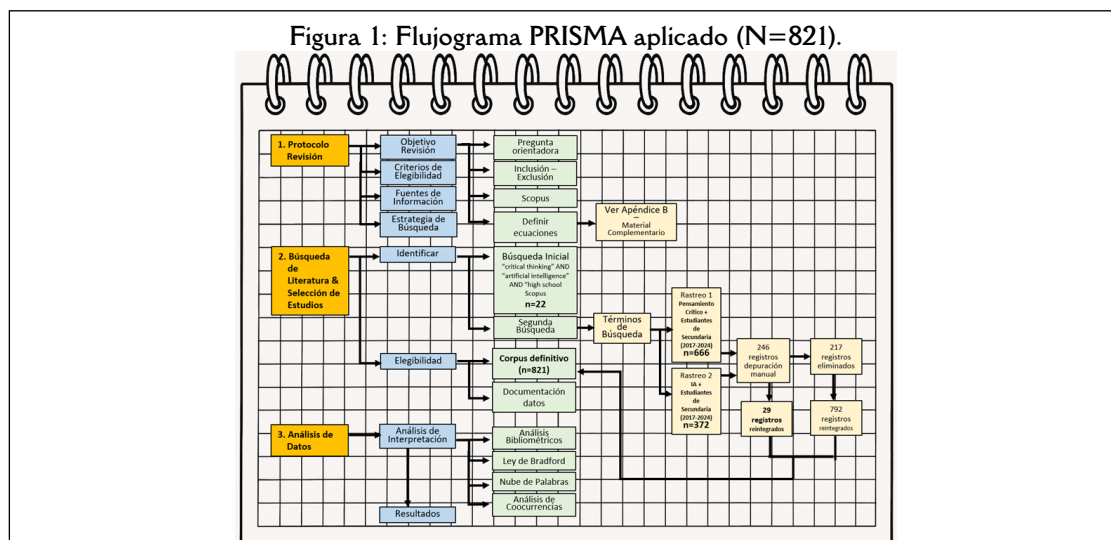 Figura 1: Flujograma PRISMA aplicado (N=821).
1. Protocolo
Revisión
Objetivo
Revisión
Criterios de
Elegibilidad
Fuentes de
Información
Estrategia de
Búsqueda
Pregunta
orientadora
Inclusión –
Exclusión
Scopus
Definir
ecuaciones
Ver Apéndice B
–
Material
Complementario
2. Búsqueda
de
Literatura &
Selección de
Estudios
Identificar
Búsqueda Inicial
"critical thinking" AND
"artificial intelligence"
AND "high school
Scopus
n=22
Segunda
Búsqueda
Términos
de
Búsqueda
Rastreo 1
Pensamiento
Crítico +
Estudiantes
de
Secundaria
(2017-2024)
n=666
Rastreo 2
IA +
Estudiantes
de
Secundaria
(2017-2024)
n=372
246
registros
depuración
manual
217
registros
eliminados
29
registros
reintegrados
792
registros
reintegrados
Elegibilidad
Corpus definitivo
(n=821)
Documentación
datos
3. Análisis de
Datos
Análisis de
Interpretación
Resultados
Análisis
Bibliométricos
Ley de Bradford
Nube de Palabras
Análisis de
Coocurrencias